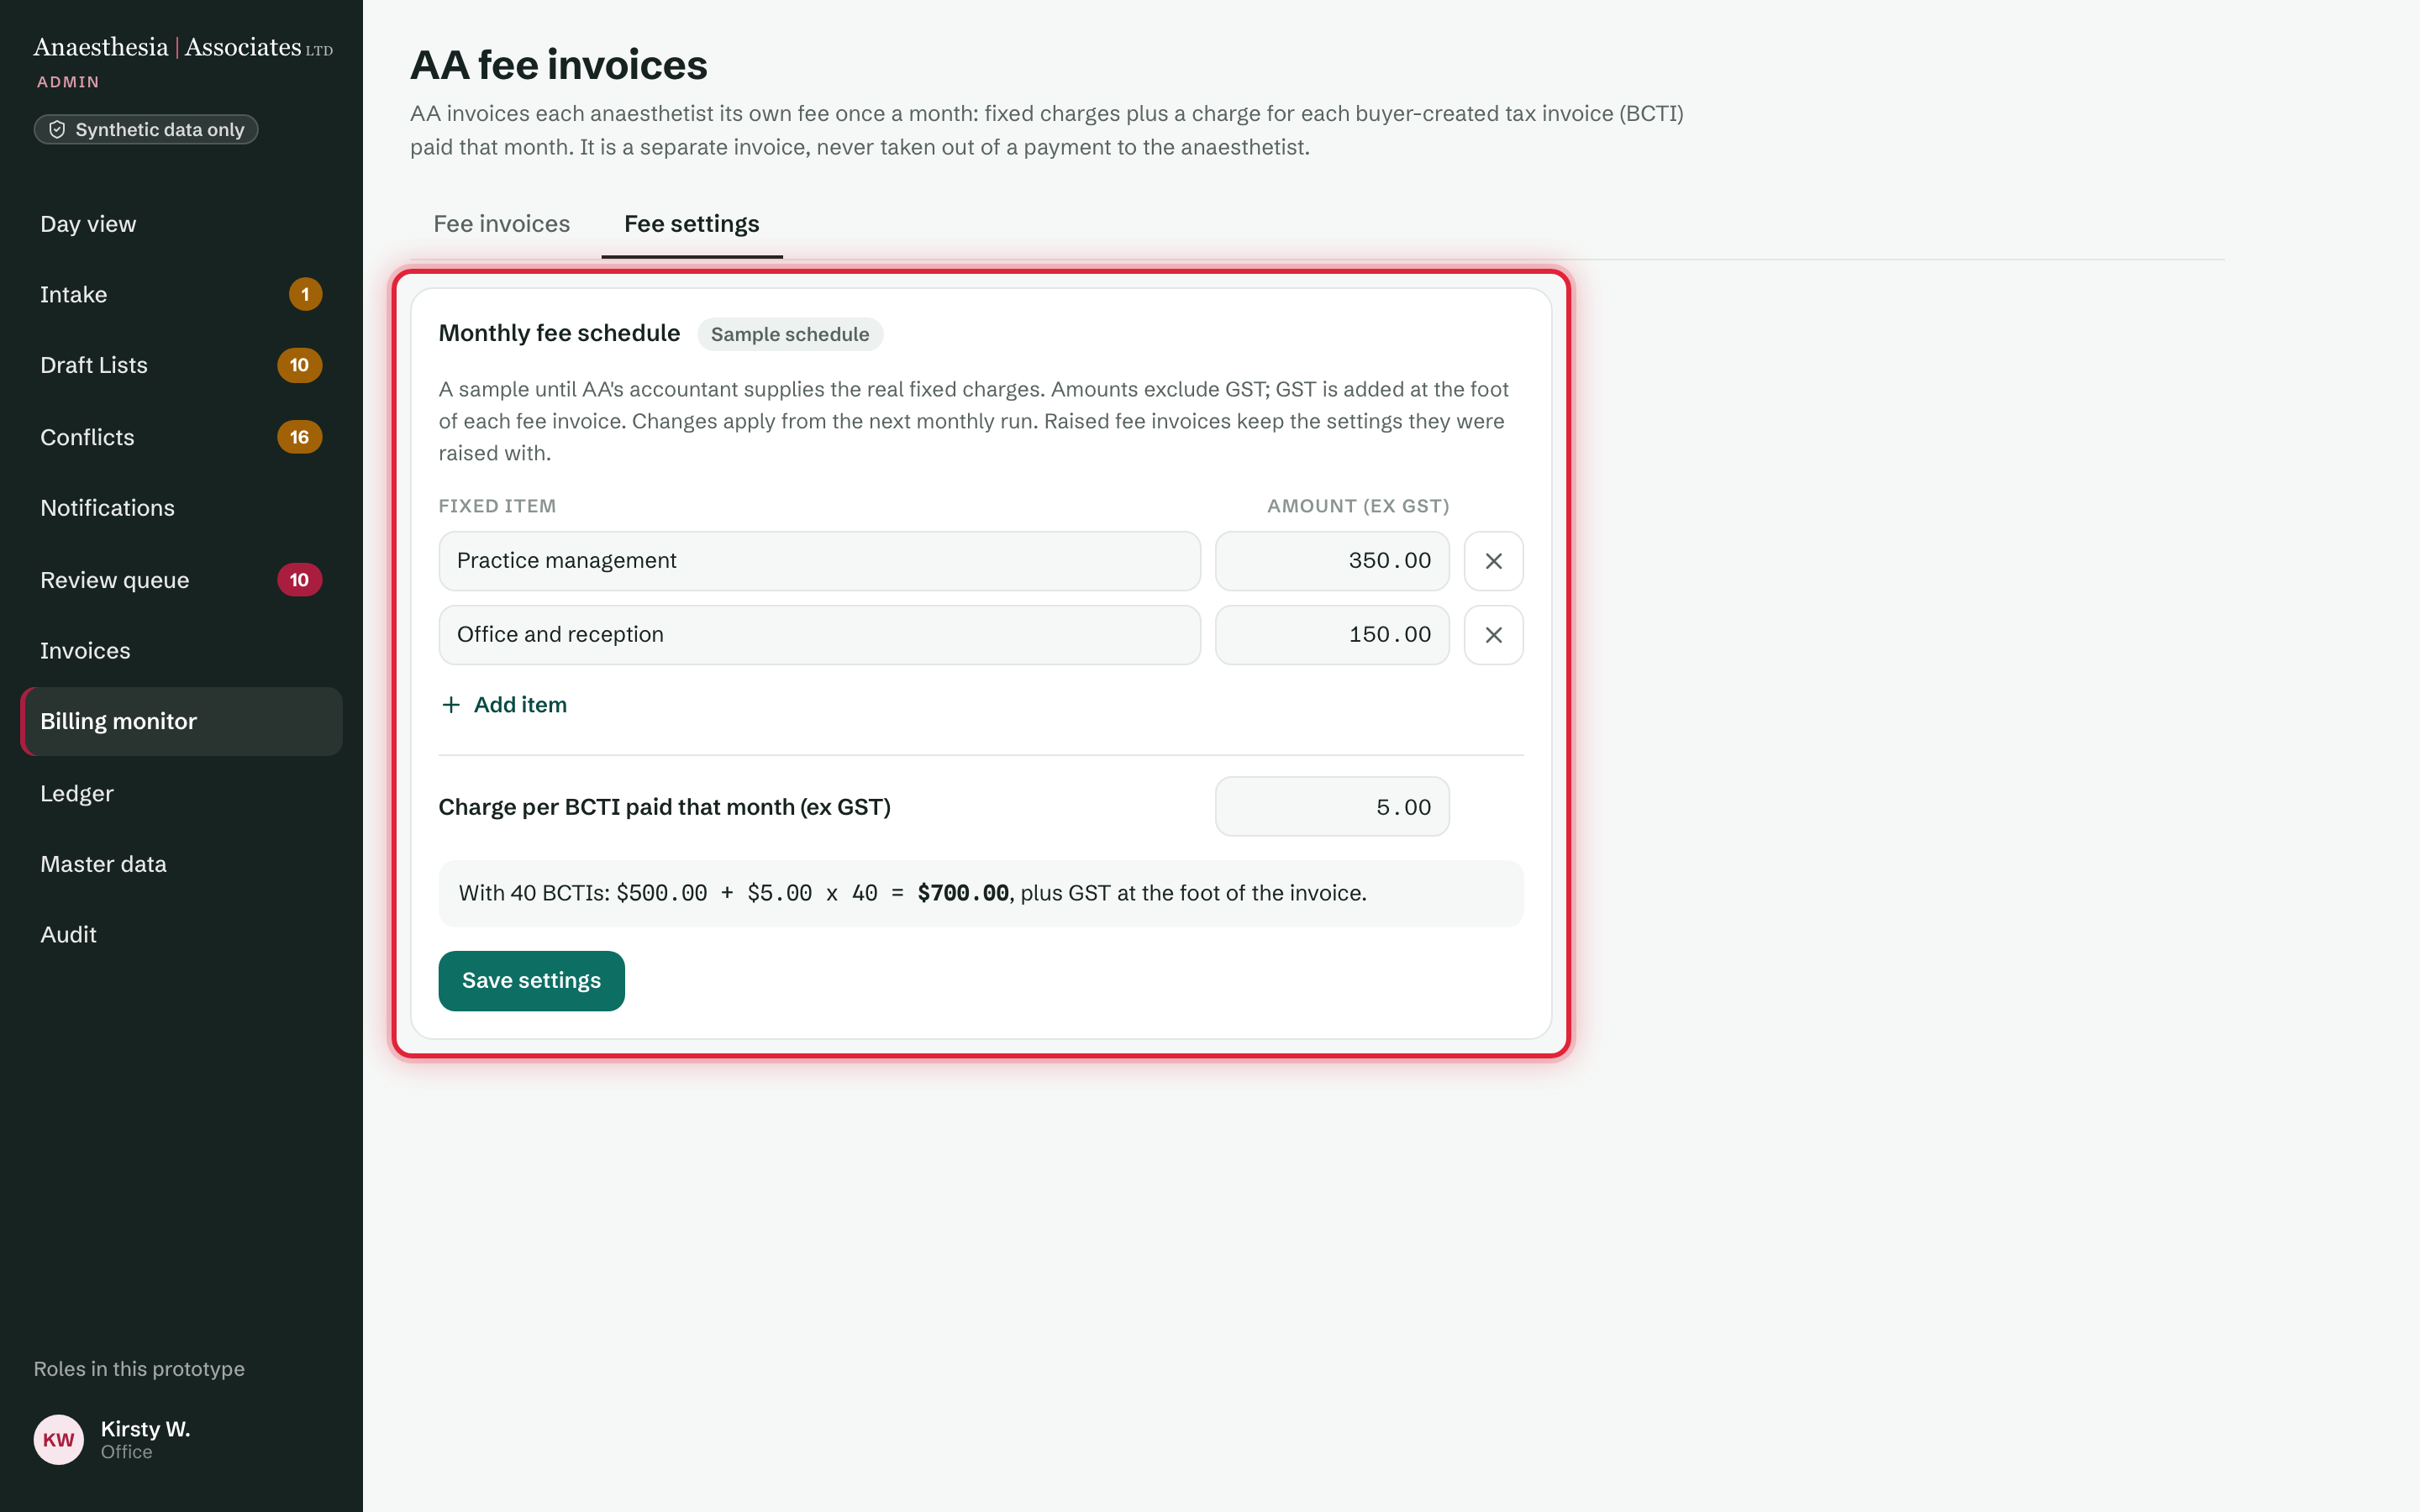 Anaesthesia | Associates LTD
ADMIN
Synthetic data only
Day view
Intake 1
Draft Lists 10
Conflicts 16
Notifications
Review queue 10
Invoices
Billing monitor
Ledger
Master data
Audit
Roles in this prototype
KW
Kirsty W.
Office
AA fee invoices
AA invoices each anaesthetist its own fee once a month: fixed charges plus a charge for each buyer-created tax invoice (BCTI)
paid that month. It is a separate invoice, never taken out of a payment to the anaesthetist.
Fee invoices Fee settings
Monthly fee schedule Sample schedule
A sample until AA's accountant supplies the real fixed charges. Amounts exclude GST; GST is added at the foot
of each fee invoice. Changes apply from the next monthly run. Raised fee invoices keep the settings they were
raised with.
FIXED ITEM AMOUNT (EX GST)
Practice management 350.00
Office and reception 150.00
+ Add item
Charge per BCTI paid that month (ex GST) 5.00
With 40 BCTIs: $500.00 + $5.00 x 40 = $700.00, plus GST at the foot of the invoice.
Save settings